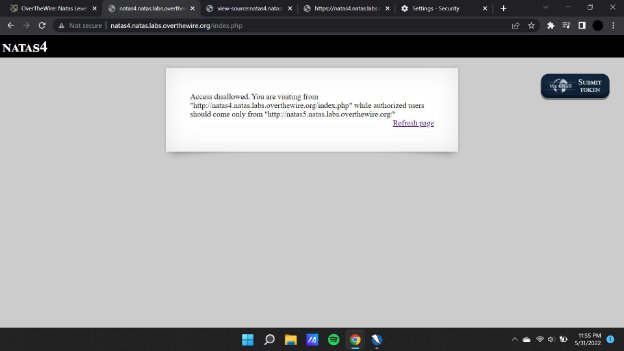 OverTheWire: Natas Level
natas4.natas.labs.overthew
view-source:natas4.natas
https://natas4.natas.labs.
Settings - Security
Not secure | natas4.natas.labs.overthewire.org/index.php
NATAS4
SUBMIT
TOKEN
Access disallowed. You are visiting from
"http://natas4.natas.labs.overthewire.org/index.php" while authorized users
should come only from "http://natas5.natas.labs.overthewire.org/"
Refresh page
11:55 PM
5/31/2022